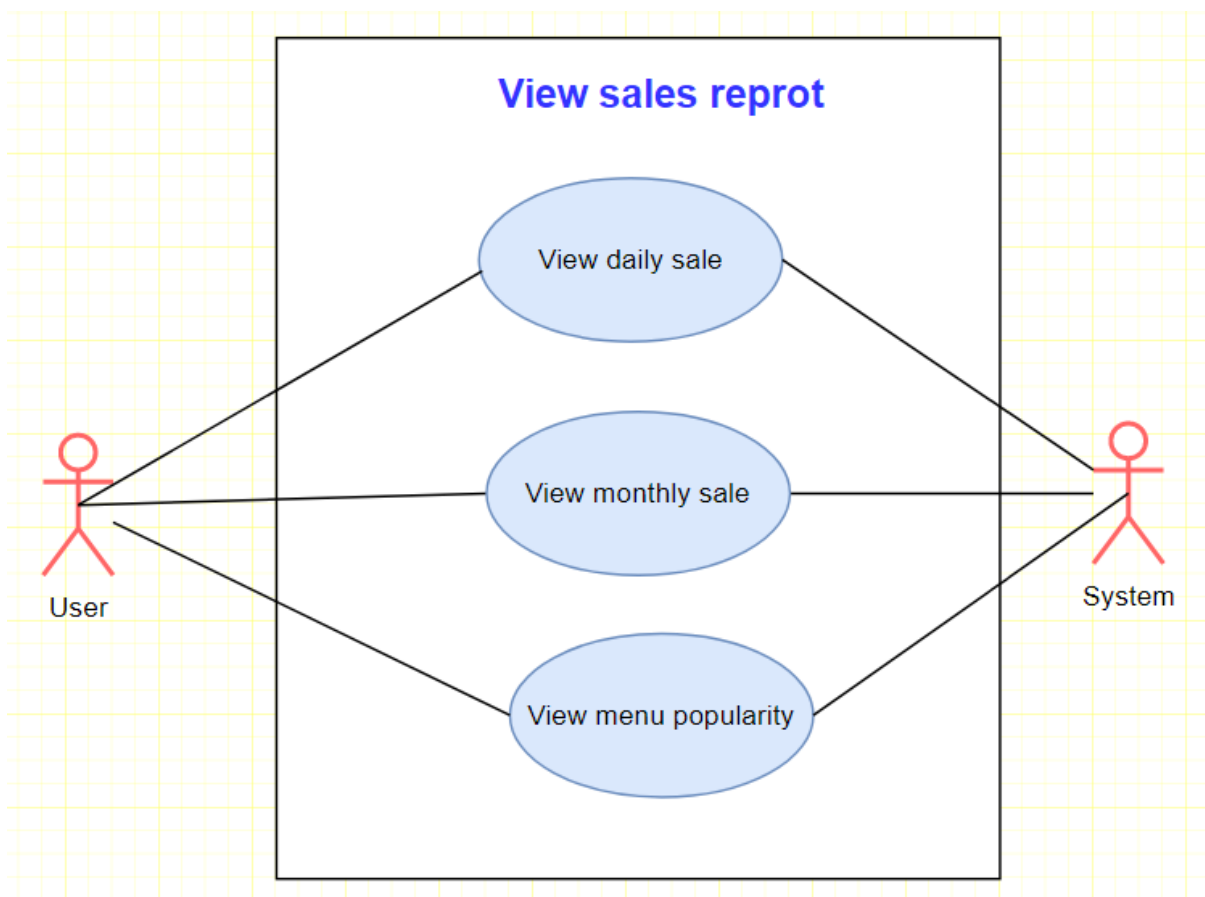 View sales reprot
View daily sale
View monthly sale
User
System
View menu popularity